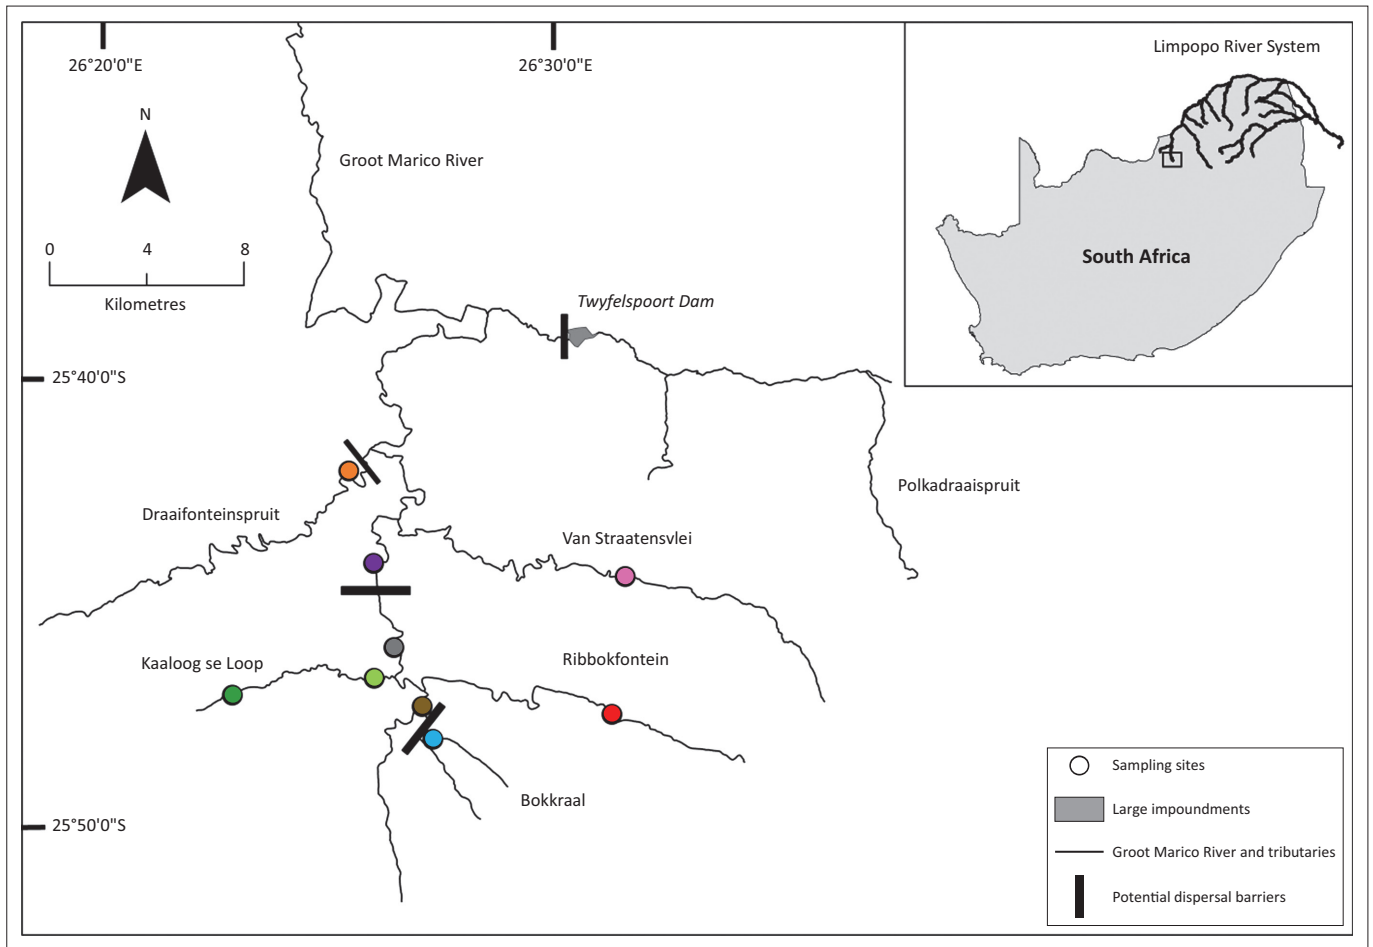 Limpopo River System
26°20'0"E
26°30'0"E
N
Groot Marico River
0 4 8
Kilometres
South Africa
Twyfelspoort Dam
25°40'0"S
Polkadraaispruit
Draaifonteinspruit
Van Straatensvlei
Kaaloog se Loop
Ribbokfontein
Bokkraal
25°50'0"S
Sampling sites
Large impoundments
Groot Marico River and tributaries
Potential dispersal barriers